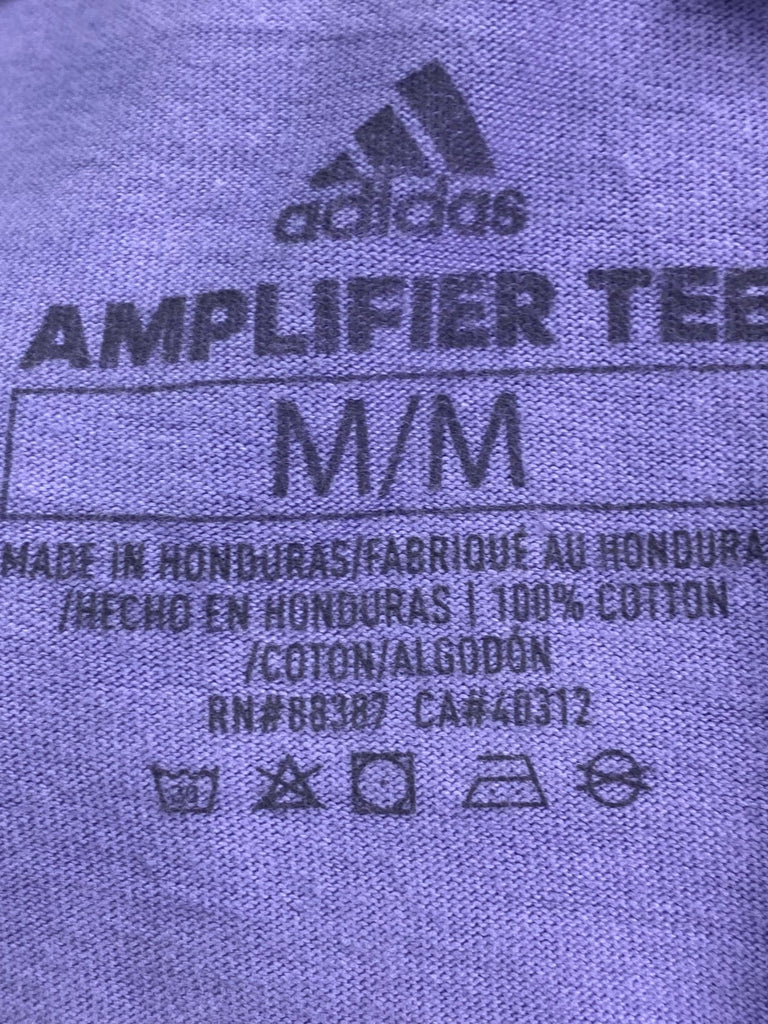 adidas
AMPLIFIER TEE
M/M
MADE IN HONDURAS/FABRIQUÉ AU HONDURA
/HECHO EN HONDURAS | 100% COTTON
/COTON/ALGODÓN
RN#88387 CA#40312
30